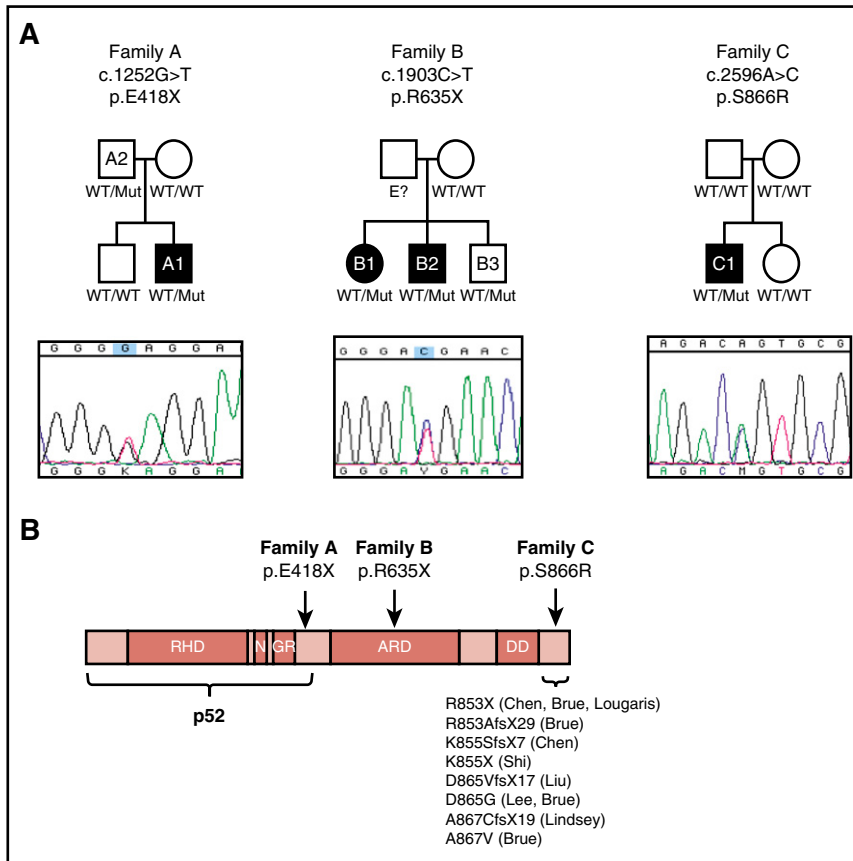 A
Family A
c.1252G>T
p.E418X
Family B
c.1903C>T
p.R635X
Family C
c.2596A>C
p.S866R
A2
WT/Mut WT/WT
A1
WT/WT WT/Mut
E? WT/WT
B1 B2 B3
WT/Mut WT/Mut WT/Mut
WT/WT WT/WT
C1
WT/Mut WT/WT
G G G G A G G A
G G G K A G G A
G G G A C G A A C
G G G A Y G A A C
A G A C A G T G C G
A G A C M G T G C G
B
Family A
p.E418X
Family B
p.R635X
Family C
p.S866R
RHD N GR ARD DD
p52
R853X (Chen, Brue, Lougaris)
R853AfsX29 (Brue)
K855SfsX7 (Chen)
K855X (Shi)
D865VfsX17 (Liu)
D865G (Lee, Brue)
A867CfsX19 (Lindsey)
A867V (Brue)